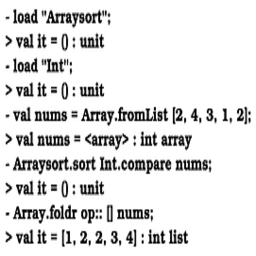 - load "Arraysort";
> val it = () : unit
- load "Int";
> val it = () : unit
- val nums = Array.fromList [2, 4, 3, 1, 2];
> val nums = <array> : int array
- Arraysort.sort Int.compare nums;
> val it = () : unit
- Array.foldr op:: [] nums;
> val it = [1, 2, 2, 3, 4] : int list